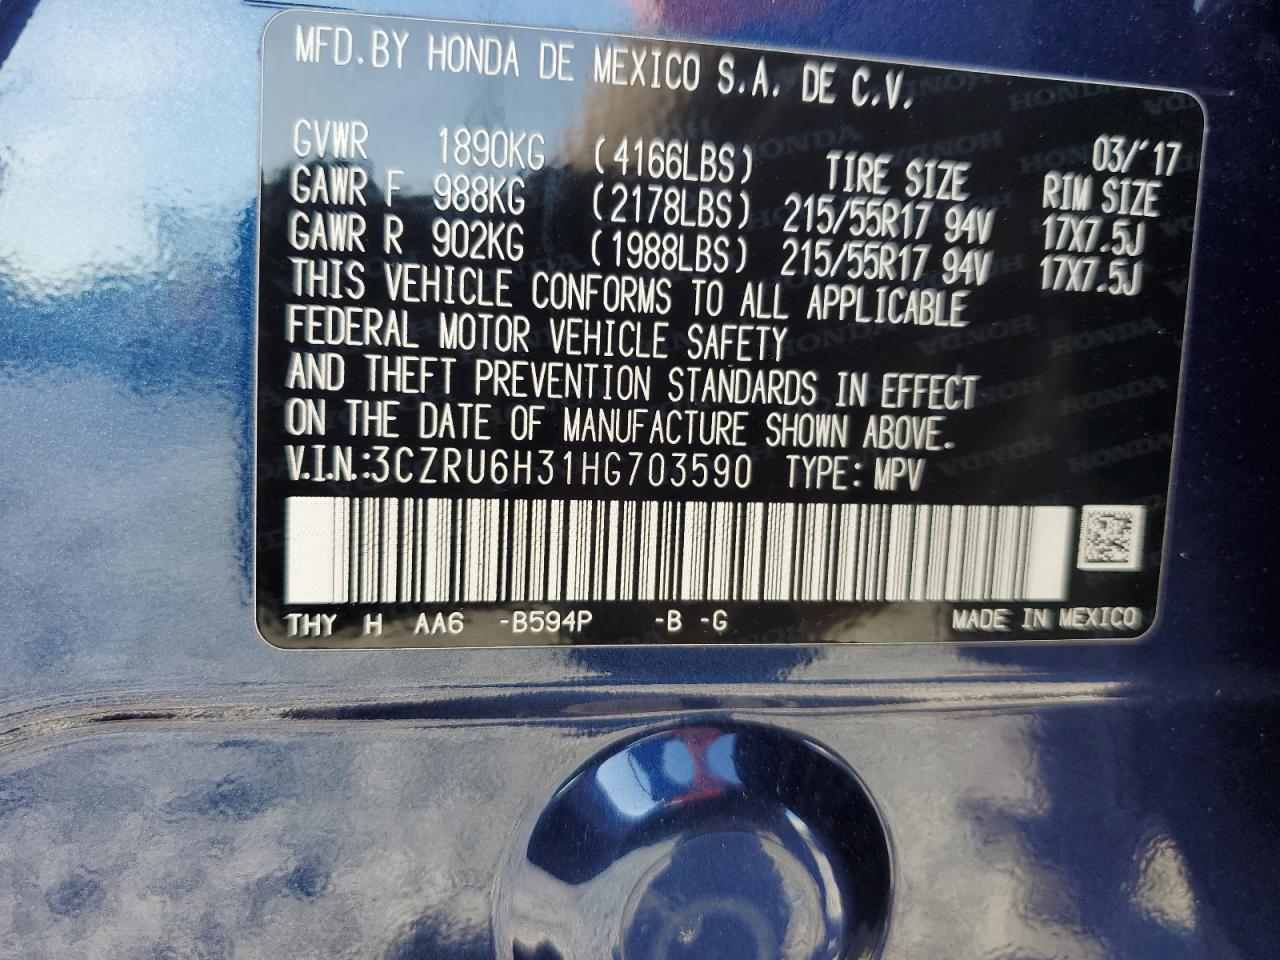 MFD.BY HONDA DE MEXICO S.A. DE C.V.
03/'17
GVWR 1890KG (4166LBS) TIRE SIZE RIM SIZE
GAWR F 988KG (2178LBS) 215/55R17 94V 17X7.5J
GAWR R 902KG (1988LBS) 215/55R17 94V 17X7.5J
THIS VEHICLE CONFORMS TO ALL APPLICABLE
FEDERAL MOTOR VEHICLE SAFETY
AND THEFT PREVENTION STANDARDS IN EFFECT
ON THE DATE OF MANUFACTURE SHOWN ABOVE.
V.I.N.:3CZRU6H31HG703590 TYPE: MPV
THY H AA6 -B594P -B -G MADE IN MEXICO